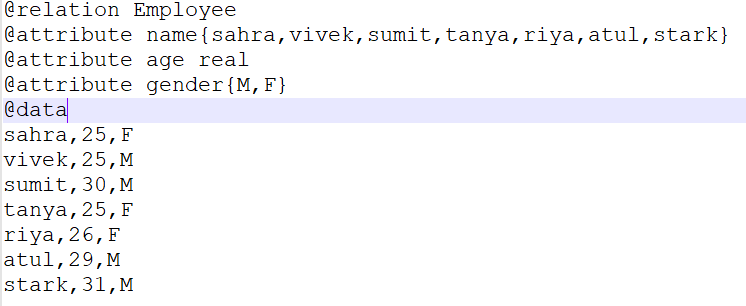 @relation Employee
@attribute name{sahra,vivek,sumit,tanya,riya,atul,stark}
@attribute age real
@attribute gender{M,F}
@data
sahra,25,F
vivek,25,M
sumit,30,M
tanya,25,F
riya,26,F
atul,29,M
stark,31,M